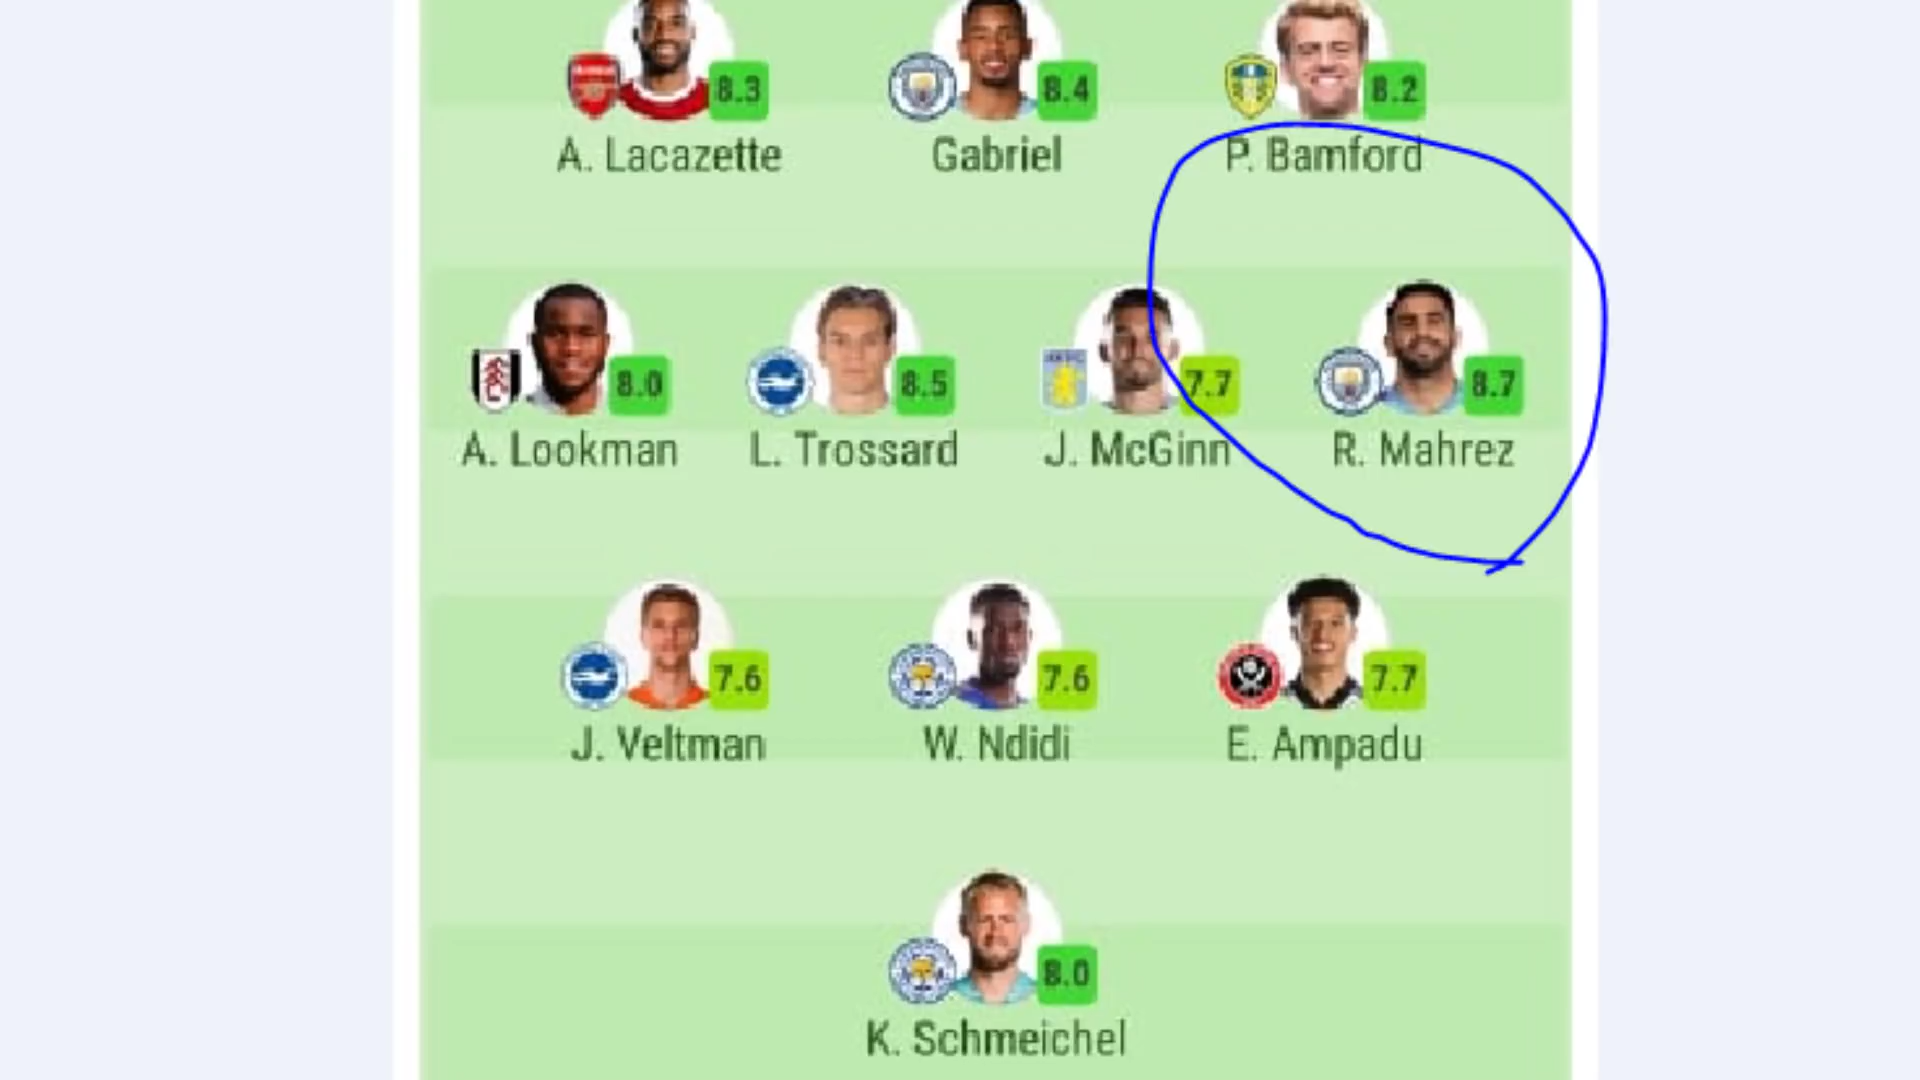 8.3 8.4 8.2
A. Lacazette Gabriel P. Bamford
8.0 8.5 7.7 8.7
A. Lookman L. Trossard J. McGinn R. Mahrez
7.6 7.6 7.7
J. Veltman W. Ndidi E. Ampadu
8.0
K. Schmeichel